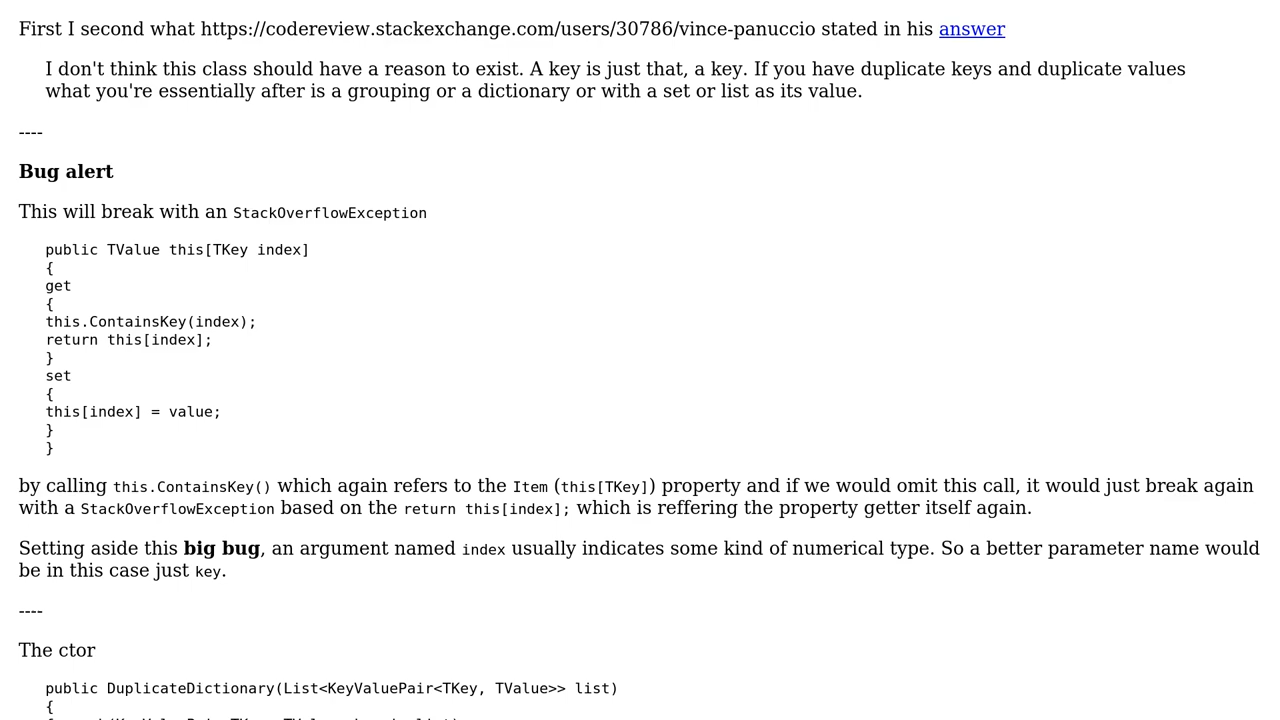 First I second what https://codereview.stackexchange.com/users/30786/vince-panuccio stated in his answer
I don't think this class should have a reason to exist. A key is just that, a key. If you have duplicate keys and duplicate values
what you're essentially after is a grouping or a dictionary or with a set or list as its value.
----
Bug alert
This will break with an StackOverflowException
public TValue this[TKey index]
{
get
{
this.ContainsKey(index);
return this[index];
}
set
{
this[index] = value;
}
}
by calling this.ContainsKey() which again refers to the Item (this[TKey]) property and if we would omit this call, it would just break again
with a StackOverflowException based on the return this[index]; which is reffering the property getter itself again.
Setting aside this big bug, an argument named index usually indicates some kind of numerical type. So a better parameter name would
be in this case just key.
----
The ctor
public DuplicateDictionary(List<KeyValuePair<TKey, TValue>> list)
{